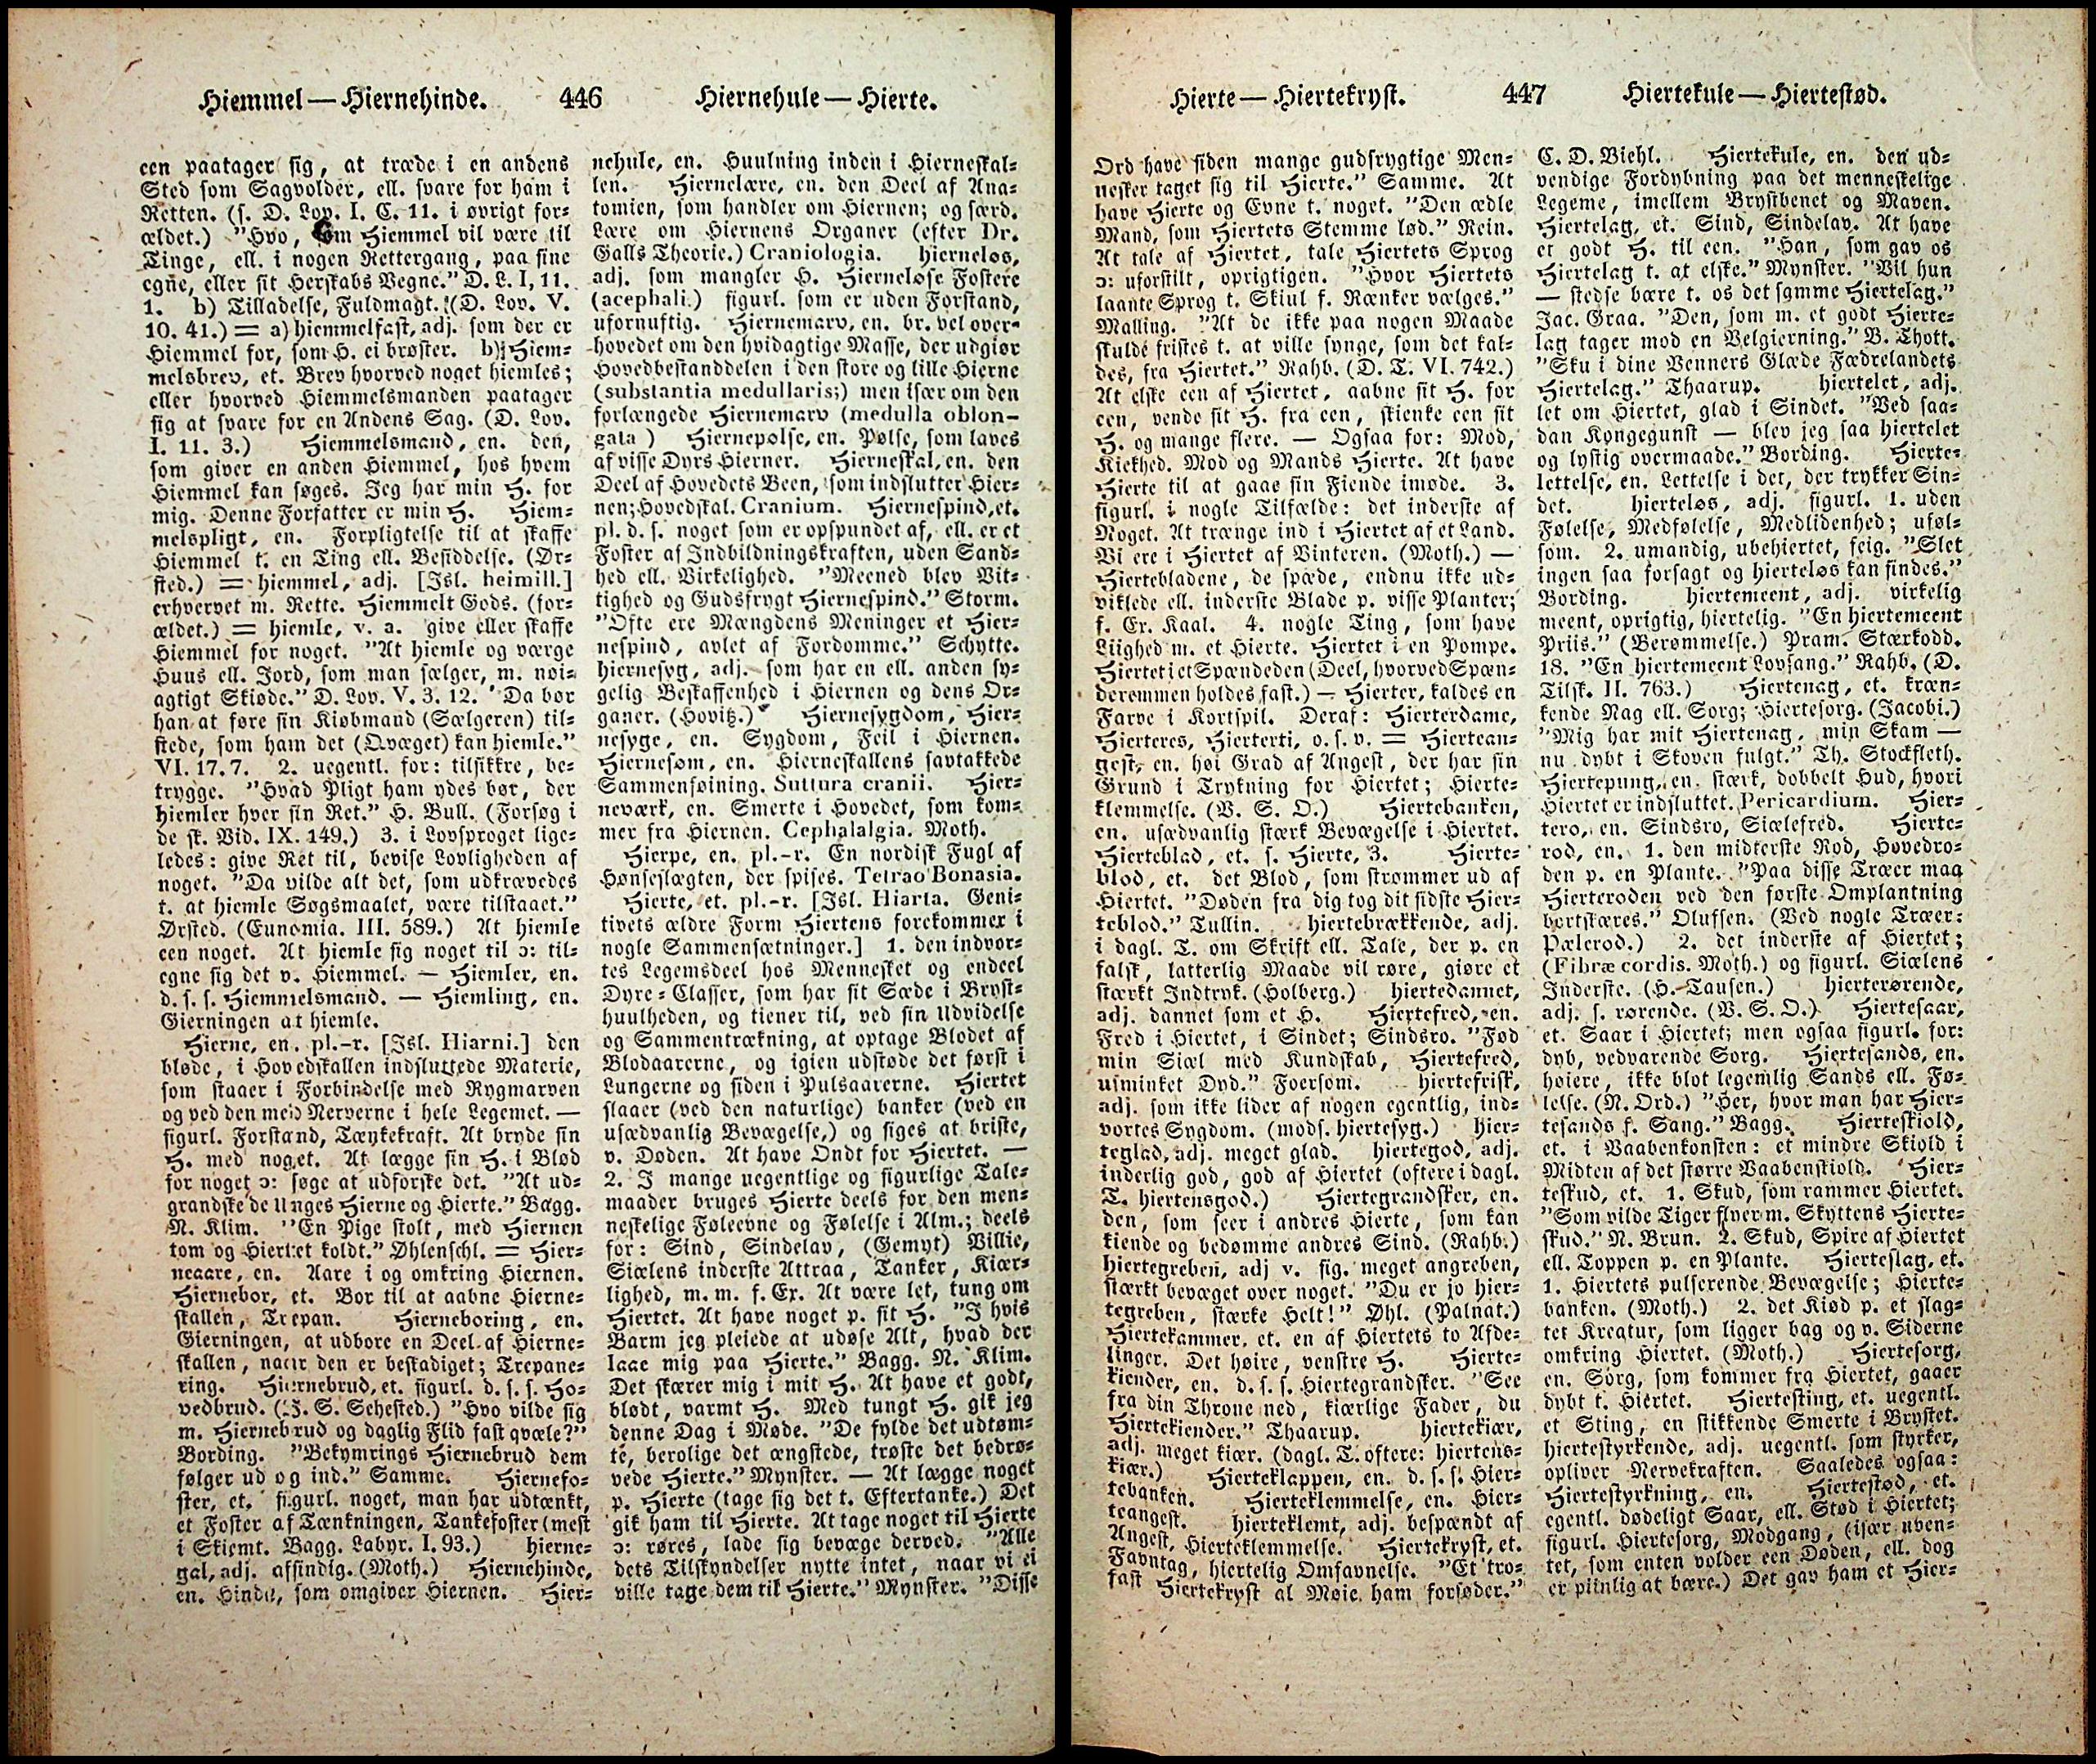 Hiemmel — Hiernehinde. 446 Hiernehule — Hierte.
een paatager sig, at træde i en andens
Sted som Sagvolder, ell. svare for ham i
Retten. (s. D. Lov. I. C. 11. i øvrigt for-
ældet.) "Hvo, som Hiemmel vil være til
Tinge, ell. i nogen Rettergang, paa sine
egne, eller sit Herskabs Vegne." D. L. I, 11.
1. b) Tilladelse, Fuldmagt. (D. Lov. V.
10. 41.) = a) hiemmelfast, adj. som der er
Hiemmel for, som H. ei brøster. b) Hiem-
melsbrev, et. Brev hvorved noget hiemles;
eller hvorved Hiemmelsmanden paatager
sig at svare for en Andens Sag. (D. Lov.
I. 11. 3.) Hiemmelsmand, en. den,
som giver en anden Hiemmel, hos hvem
Hiemmel kan søges. Jeg har min H. for
mig. Denne Forfatter er min H. Hiem-
melspligt, en. Forpligtelse til at skaffe
Hiemmel t. en Ting ell. Besiddelse. (Ør-
sted.) = hiemmel, adj. [Isl. heimill.]
erhvervet m. Rette. Hiemmelt Gods. (for-
ældet.) = hiemle, v. a. give eller skaffe
Hiemmel for noget. "At hiemle og værge
Huus ell. Jord, som man sælger, m. nøi-
agtigt Skiøde." D. Lov. V. 3. 12. "Da bør
han at føre sin Kiøbmand (Sælgeren) til-
stede, som ham det (Qvæget) kan hiemle."
VI. 17. 7. 2. uegentl. for: tilsikkre, be-
trygge. "Hvad Pligt ham ydes bør, der
hiemler hver sin Ret." H. Bull. (Forsøg i
de sk. Vid. IX. 149.) 3. i Lovsproget lige-
ledes: give Ret til, bevise Lovligheden af
noget. "Da vilde alt det, som udkrævedes
t. at hiemle Søgsmaalet, være tilstaaet."
Ørsted. (Eunomia. III. 589.) At hiemle
een noget. At hiemle sig noget til ɔ: til-
egne sig det v. Hiemmel. — Hiemler, en.
d. s. s. Hiemmelsmand. — Hiemling, en.
Gierningen at hiemle.
Hierne, en. pl.-r. [Isl. Hiarni.] den
bløde, i Hovedskallen indsluttede Materie,
som staaer i Forbindelse med Rygmarven
og ved den med Nerverne i hele Legemet. —
figurl. Forstand, Tænkekraft. At bryde sin
H. med noget. At lægge sin H. i Blød
for noget ɔ: søge at udforske det. "At ud-
grandske de Unges Hierne og Hierte." Bagg.
N. Klim. "En Pige stolt, med Hiernen
tom og Hiertet koldt." Øhlenschl. = Hier-
neaare, en. Aare i og omkring Hiernen.
Hiernebor, et. Bor til at aabne Hierne-
skallen, Trepan. Hierneboring, en.
Gierningen, at udbore en Deel af Hierne-
skallen, naar den er beskadiget; Trepane-
ring. Hiernebrud, et. figurl. d. s. s. Ho-
vedbrud. (J. S. Sehested.) "Hvo vilde sig
m. Hiernebrud og daglig Flid fast qvæle?"
Bording. "Bekymrings Hiernebrud dem
følger ud og ind." Samme. Hiernefo-
ster, et. figurl. noget, man har udtænkt,
et Foster af Tænkningen, Tankefoster (mest
i Skiemt. Bagg. Labyr. I. 93.) hierne-
gal, adj. affindig. (Moth.) Hiernehinde,
en. Hinde, som omgiver Hiernen. Hier-
nehule, en. Huulning inden i Hierneskal-
len. Hiernelære, en. den Deel af Ana-
tomien, som handler om Hiernen; og særd.
Lære om Hiernens Organer (efter Dr.
Galls Theorie.) Craniologia. hierneløs,
adj. som mangler H. Hierneløse Fostere
(acephali.) figurl. som er uden Forstand,
ufornuftig. Hiernemarv, en. br. vel over-
hovedet om den hvidagtige Masse, der udgiør
Hovedbestanddelen i den store og lille Hierne
(substantia medullaris;) men især om den
forlængede Hiernemarv (medulla oblon-
gata) Hiernepølse, en. Pølse, som laves
af visse Dyrs Hierner. Hierneskal, en. den
Deel af Hovedets Been, som indslutter Hier-
nen; Hovedskal. Cranium. Hiernespind, et.
pl. d. s. noget som er opspundet af, ell. er et
Foster af Indbildningskraften, uden Sand-
hed ell. Virkelighed. "Meened blev Vit-
tighed og Gudsfrygt Hiernespind." Storm.
"Ofte ere Mængdens Meninger et Hier-
nespind, avlet af Fordomme." Schytte.
hiernesyg, adj. som har en ell. anden sy-
gelig Beskaffenhed i Hiernen og dens Or-
ganer. (Hovitz.) Hiernesygdom, Hier-
nesyge, en. Sygdom, Feil i Hiernen.
Hiernesøm, en. Hierneskallens savtakkede
Sammenføining. Suttura cranii. Hier-
neværk, en. Smerte i Hovedet, som kom-
mer fra Hiernen. Cephalalgia. Moth.
Hierpe, en. pl.-r. En nordisk Fugl af
Hønseslægten, der spises. Tetrao Bonasia.
Hierte, et. pl.-r. [Isl. Hiarta. Geni-
tivets ældre Form Hiertens forekommer i
nogle Sammensætninger.] 1. den indvor-
tes Legemsdeel hos Mennesket og endeel
Dyre-Classer, som har sit Sæde i Bryst-
huulheden, og tiener til, ved sin Udvidelse
og Sammentrækning, at optage Blodet af
Blodaarerne, og igien udstøde det først i
Lungerne og siden i Pulsaarerne. Hiertet
slaaer (ved den naturlige) banker (ved en
usædvanlig Bevægelse,) og siges at briste,
v. Døden. At have Ondt for Hiertet. —
2. I mange uegentlige og figurlige Tale-
maader bruges Hierte deels for den men-
neskelige Føleevne og Følelse i Alm.; deels
for: Sind, Sindelav, (Gemyt) Villie,
Siælens inderste Attraa, Tanker, Kiær-
lighed, m. m. f. Ex. At være let, tung om
Hiertet. At have noget p. sit H. "I hvis
Barm jeg pleiede at udøse Alt, hvad der
laae mig paa Hierte." Bagg. N. Klim.
Det skærer mig i mit H. At have et godt,
blødt, varmt H. Med tungt H. gik jeg
denne Dag i Møde. "De fylde det udtøm-
te, berolige det ængstede, trøste det bedrø-
vede Hierte." Mynster. — At lægge noget
p. Hierte (tage sig det t. Eftertanke.) Det
gik ham til Hierte. At tage noget til Hierte
ɔ: røres, lade sig bevæge derved. "Alle
dets Tilskyndelser nytte intet, naar vi ei
ville tage dem til Hierte." Mynster. "Disse
Hierte — Hiertekryst. 447 Hiertekule — Hiertestød.
Ord have siden mange gudfrygtige Men-
nesker taget sig til Hierte." Samme. At
have Hierte og Evne t. noget. "Den ædle
Mand, som Hiertets Stemme lød." Rein.
At tale af Hiertet, tale Hiertets Sprog
ɔ: uforstilt, oprigtigen. "Hvor Hiertets
laante Sprog t. Skiul f. Rænker vælges."
Malling. "At de ikke paa nogen Maade
skulde fristes t. at ville synge, som det kal-
des, fra Hiertet." Rahb. (D. T. VI. 742.)
At elske een af Hiertet, aabne sit H. for
een, vende sit H. fra een, skienke een sit
H. og mange flere. — Ogsaa for: Mod,
Kiekhed. Mod og Mands Hierte. At have
Hierte til at gaae sin Fiende imøde. 3.
figurl. i nogle Tilfælde: det inderste af
Noget. At trænge ind i Hiertet af et Land.
Vi ere i Hiertet af Vinteren. (Moth.) —
Hiertebladene, de spæde, endnu ikke ud-
viklede ell. inderste Blade p. visse Planter;
f. Ex. Kaal. 4. nogle Ting, som have
Liighed m. et Hierte. Hiertet i en Pompe.
Hiertet i et Spændeden (Deel, hvorved Spæn-
deremmen holdes fast.) — Hierter, kaldes en
Farve i Kortspil. Deraf: Hierterdame,
Hierteres, Hierterti, o. s. v. = Hiertean-
gest, en. høi Grad af Angest, der har sin
Grund i Trykning for Hiertet; Hierte-
klemmelse. (V. S. O.) Hiertebanken,
en. usædvanlig stærk Bevægelse i Hiertet.
Hierteblad, et. s. Hierte, 3. Hierte-
blod, et. det Blod, som strømmer ud af
Hiertet. "Døden fra dig tog dit sidste Hier-
teblod." Tullin. hiertebrækkende, adj.
i dagl. T. om Skrift ell. Tale, der p. en
falsk, latterlig Maade vil røre, giøre et
stærkt Indtryk. (Holberg.) hiertedannet,
adj. dannet som et H. Hiertefred, en.
Fred i Hiertet, i Sindet; Sindsro. "Fød
min Siæl med Kundskab, Hiertefred,
usminket Dyd." Foersom. hiertefrisk,
adj. som ikke lider af nogen egentlig, ind-
vortes Sygdom. (mods. hiertesyg.) hier-
teglad, adj. meget glad. hiertegod, adj.
inderlig god, god af Hiertet (oftere i dagl.
T. hiertensgod.) Hiertegrandsker, en.
den, som seer i andres Hierte, som kan
kiende og bedømme andres Sind. (Rahb.)
hiertegreben, adj v. fig. meget angreben,
stærkt bevæget over noget. "Du er jo hier-
tegreben, stærke Helt!" Øhl. (Palnat.)
Hiertekammer, et. en af Hiertets to Afde-
linger. Det høire, venstre H. Hierte-
kiender, en. d. s. s. Hiertegrandsker. "See
fra din Throne ned, kiærlige Fader, du
Hiertekiender." Thaarup. hiertekiær,
adj. meget kiær. (dagl. T. oftere: hiertens-
kiær.) Hierteklappen, en. d. s. s. Hier-
tebanken. Hierteklemmelse, en. Hier-
teangest. hierteklemt, adj. bespændt af
Angest, Hierteklemmelse. Hiertekryst, et.
Favntag, hiertelig Omfavnelse. "Et tro-
fast Hiertekryst al Møie ham forsøder."
C. D. Biehl. Hiertekule, en. den ud-
vendige Fordybning paa det menneskelige
Legeme, imellem Brystbenet og Maven.
Hiertelag, et. Sind, Sindelav. At have
et godt H. til een. "Han, som gav os
Hiertelag t. at elske." Mynster. "Vil hun
— stedse bære t. os det samme Hiertelag."
Jac. Graa. "Den, som m. et godt Hierte-
lag tager mod en Velgierning." B. Thott.
"Sku i dine Venners Glæde Fædrelandets
Hiertelag." Thaarup. hiertelet, adj.
let om Hiertet, glad i Sindet. "Ved saa-
dan Kongegunst — blev jeg saa hiertelet
og lystig overmaade." Bording. Hierte-
lettelse, en. Lettelse i det, der trykker Sin-
det. hierteløs, adj. figurl. 1. uden
Følelse, Medfølelse, Medlidenhed; uføl-
som. 2. umandig, ubehiertet, feig. "Slet
ingen saa forsagt og hierteløs kan findes."
Bording. hiertemeent, adj. virkelig
meent, oprigtig, hiertelig. "En hiertemeent
Priis." (Berømmelse.) Pram. Stærkodd.
18. "En hiertemeent Lovsang." Rahb. (D.
Tilsk. II. 763.) Hiertenag, et. kræn-
kende Nag ell. Sorg; Hiertesorg. (Jacobi.)
"Mig har mit Hiertenag, min Skam —
nu dybt i Skoven fulgt." Th. Stockfleth.
Hiertepung, en. stærk, dobbelt Hud, hvori
Hiertet er indsluttet. Pericardium. Hier-
tero, en. Sindsro, Siælefred. Hierte-
rod, en. 1. den midterste Rod, Hovedro-
den p. en Plante. "Paa disse Træer maa
Hierteroden ved den første Omplantning
bortskæres." Olufsen. (Ved nogle Træer:
Pælerod.) 2. det inderste af Hiertet;
(Fibræ cordis. Moth.) og figurl. Siælens
Inderste. (H. Tausen.) hierterørende,
adj. s. rørende. (V. S. O.) Hiertesaar,
et. Saar i Hiertet; men ogsaa figurl. for:
dyb, vedvarende Sorg. Hiertesands, en.
høiere, ikke blot legemlig Sands ell. Fø-
lelse. (N. Ord.) "Her, hvor man har Hier-
tesands f. Sang." Bagg. Hierteskiold,
et. i Vaabenkonsten: et mindre Skiold i
Midten af det større Vaabenskiold. Hier-
teskud, et. 1. Skud, som rammer Hiertet.
"Som vilde Tiger flyer m. Skyttens Hierte-
skud." N. Brun. 2. Skud, Spire af Hiertet
ell. Toppen p. en Plante. Hierteslag, et.
1. Hiertets pulserende Bevægelse; Hierte-
banken. (Moth.) 2. det Kiød p. et slag-
tet Kreatur, som ligger bag og v. Siderne
omkring Hiertet. (Moth.) Hiertesorg,
en. Sorg, som kommer fra Hiertet, gaaer
dybt t. Hiertet. Hiertesting, et. uegentl.
et Sting, en stikkende Smerte i Brystet.
hiertestyrkende, adj. uegentl. som styrker,
opliver Nervekraften. Saaledes ogsaa:
Hiertestyrkning, en. Hiertestød, et.
egentl. dødeligt Saar, ell. Stød i Hiertet;
figurl. Hiertesorg, Modgang, (især uven-
tet, som enten volder een Døden, ell. dog
er piinlig at bære.) Det gav ham et Hier-